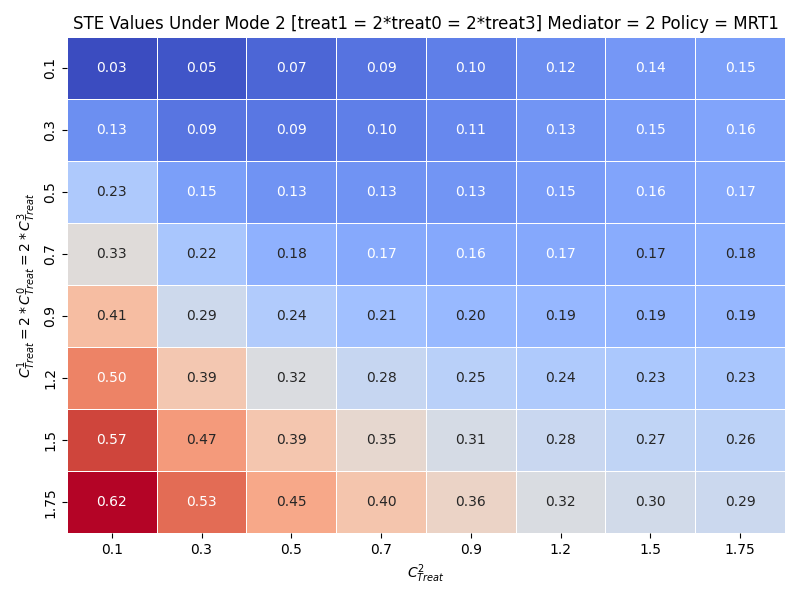 STE Values Under Mode 2 [treat1 = 2*treat0 = 2*treat3] Mediator = 2 Policy = MRT1
0.1 0.03 0.05 0.07 0.09 0.10 0.12 0.14 0.15
0.3 0.13 0.09 0.09 0.10 0.11 0.13 0.15 0.16
0.5 0.23 0.15 0.13 0.13 0.13 0.15 0.16 0.17
0.7 0.33 0.22 0.18 0.17 0.16 0.17 0.17 0.18
0.9 0.41 0.29 0.24 0.21 0.20 0.19 0.19 0.19
1.2 0.50 0.39 0.32 0.28 0.25 0.24 0.23 0.23
1.5 0.57 0.47 0.39 0.35 0.31 0.28 0.27 0.26
1.75 0.62 0.53 0.45 0.40 0.36 0.32 0.30 0.29
0.1 0.3 0.5 0.7 0.9 1.2 1.5 1.75
$C^1_{Treat} = 2 * C^0_{Treat} = 2 * C^3_{Treat}$
$C^2_{Treat}$